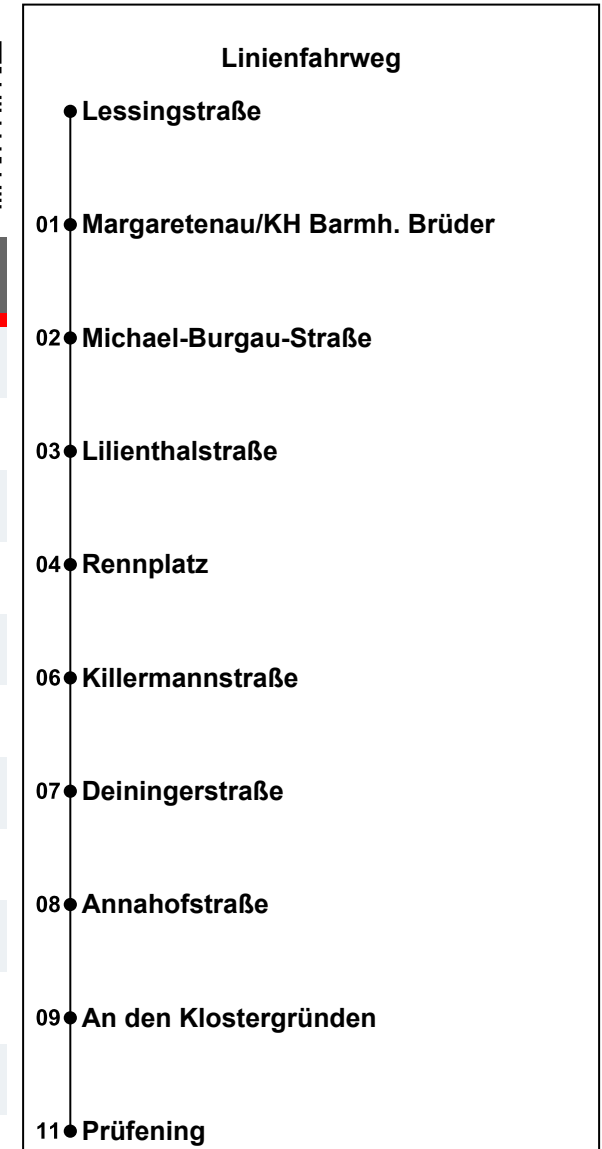 Linienfahrweg
Lessingstraße
01 Margaretenau/KH Barmh. Brüder
02 Michael-Burgau-Straße
03 Lilienthalstraße
04 Rennplatz
06 Killermannstraße
07 Deiningerstraße
08 Annahofstraße
09 An den Klostergründen
11 Prüfening